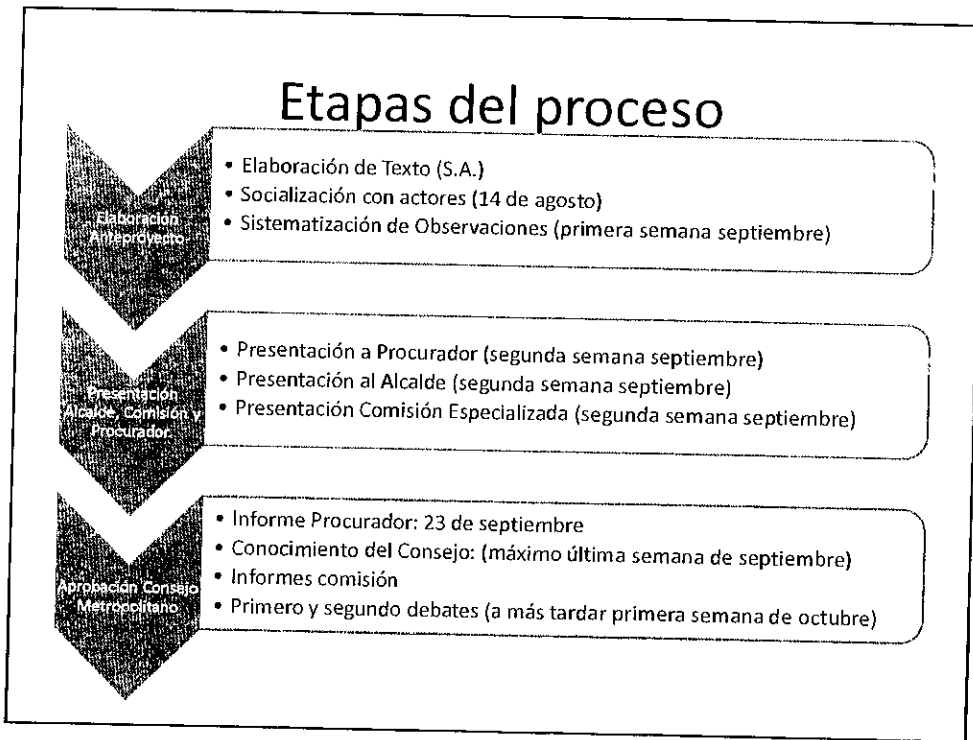 Etapas del proceso
Elaboración
Anteproyecto
• Elaboración de Texto (S.A.)
• Socialización con actores (14 de agosto)
• Sistematización de Observaciones (primera semana septiembre)
Presentación
Alcalde, Comisión y
Procurador.
• Presentación a Procurador (segunda semana septiembre)
• Presentación al Alcalde (segunda semana septiembre)
• Presentación Comisión Especializada (segunda semana septiembre)
Aprobación Consejo
Metropolitano
• Informe Procurador: 23 de septiembre
• Conocimiento del Consejo: (máximo última semana de septiembre)
• Informes comisión
• Primero y segundo debates (a más tardar primera semana de octubre)